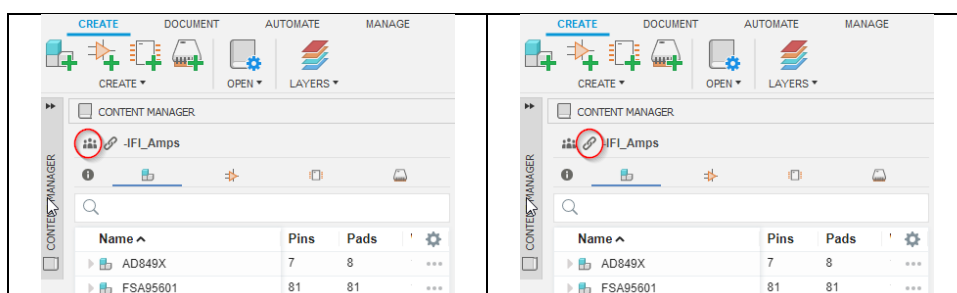 CREATE DOCUMENT AUTOMATE MANAGE
CREATE ▾ OPEN ▾ LAYERS ▾
CONTENT MANAGER
CONTENT MANAGER
-IFI_Amps
Name Pins Pads
AD849X 7 8
FSA95601 81 81
CREATE DOCUMENT AUTOMATE MANAGE
CREATE ▾ OPEN ▾ LAYERS ▾
CONTENT MANAGER
CONTENT MANAGER
-IFI_Amps
Name Pins Pads
AD849X 7 8
FSA95601 81 81